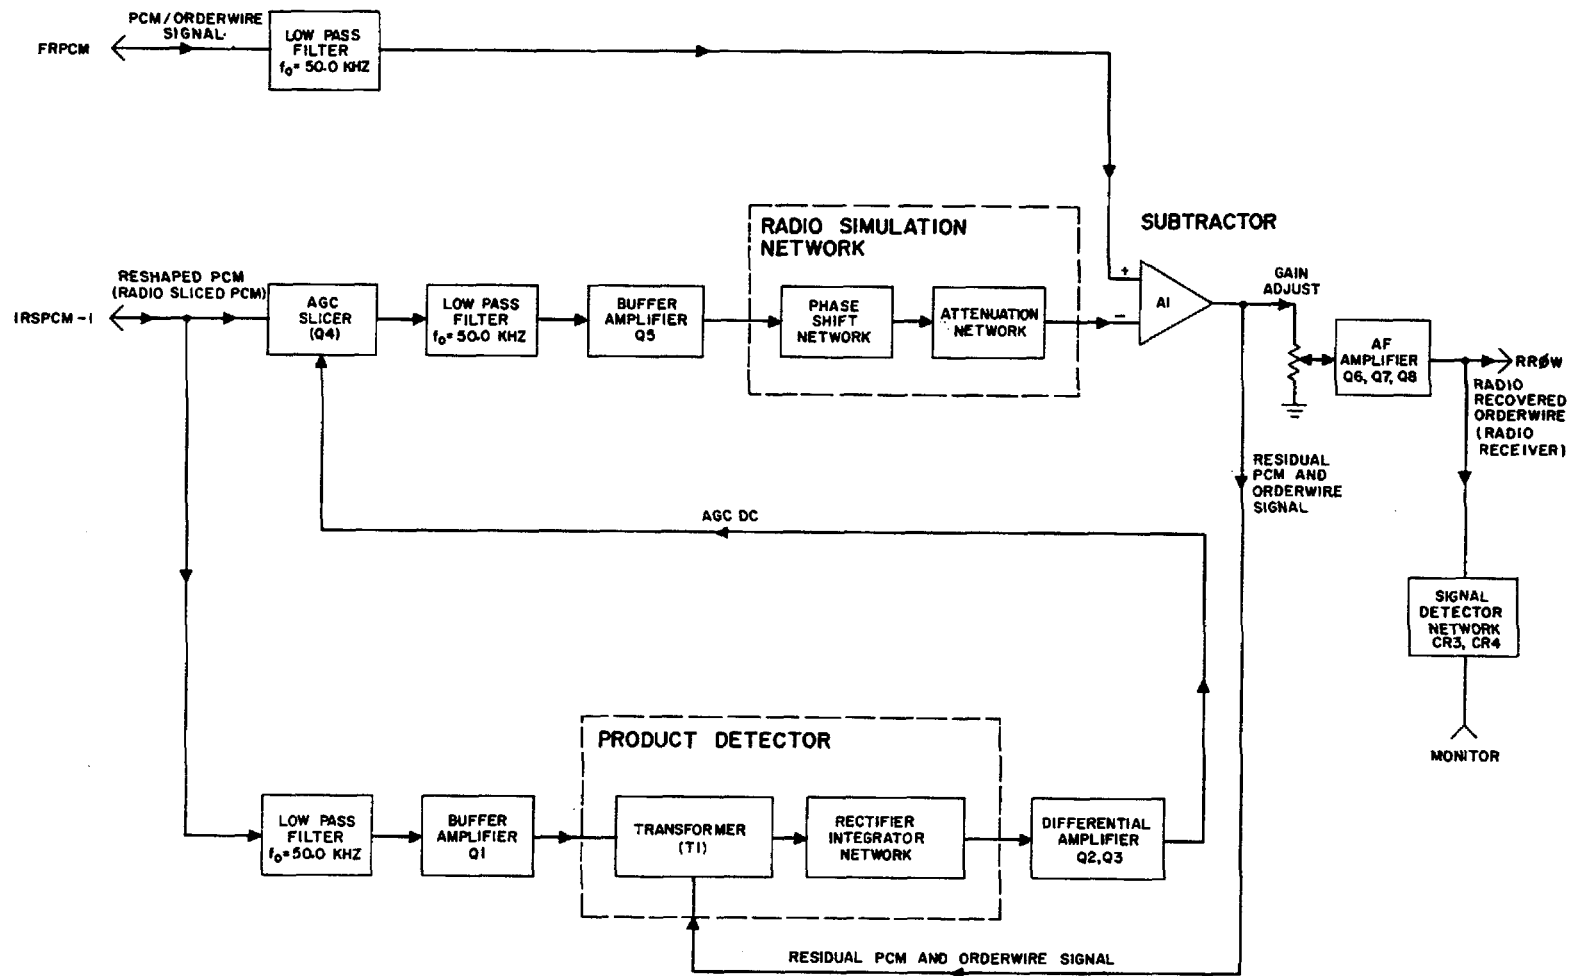 PCM/ORDERWIRE
SIGNAL.
FRPCM
LOW PASS
FILTER
f₀= 50.0 KHZ
RADIO SIMULATION
NETWORK
SUBTRACTOR
RESHAPED PCM
(RADIO SLICED PCM)
IRSPCM-I
AGC
SLICER
(Q4)
LOW PASS
FILTER
f₀= 50.0 KHZ
BUFFER
AMPLIFIER
Q5
PHASE
SHIFT
NETWORK
ATTENUATION
NETWORK
+
−
AI
GAIN
ADJUST
AF
AMPLIFIER
Q6, Q7, Q8
RRØW
RADIO
RECOVERED
ORDERWIRE
(RADIO
RECEIVER)
RESIDUAL
PCM AND
ORDERWIRE
SIGNAL
AGC DC
SIGNAL
DETECTOR
NETWORK
CR3, CR4
MONITOR
PRODUCT DETECTOR
LOW PASS
FILTER
f₀= 50.0 KHZ
BUFFER
AMPLIFIER
Q1
TRANSFORMER
(T1)
RECTIFIER
INTEGRATOR
NETWORK
DIFFERENTIAL
AMPLIFIER
Q2,Q3
RESIDUAL PCM AND ORDERWIRE SIGNAL